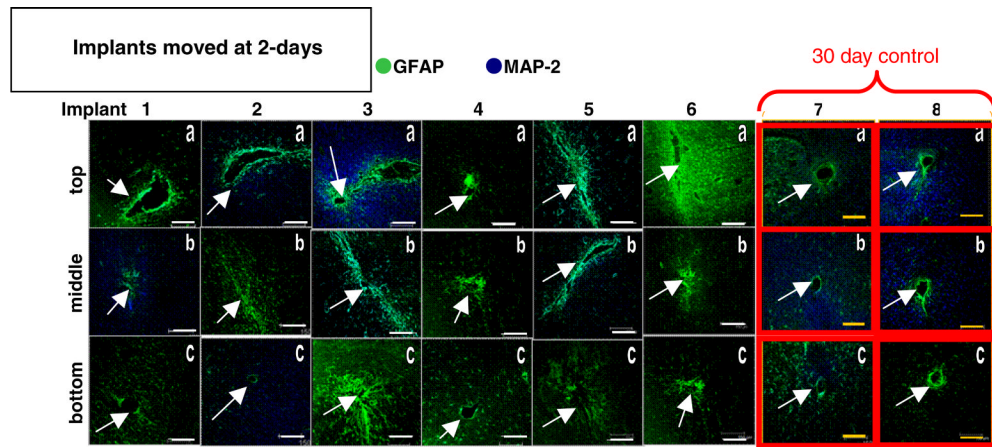 Implants moved at 2-days
GFAP MAP-2
30 day control
Implant 1 2 3 4 5 6 7 8
top a a a a a a a a
middle b b b b b b b b
bottom c c c c c c c c